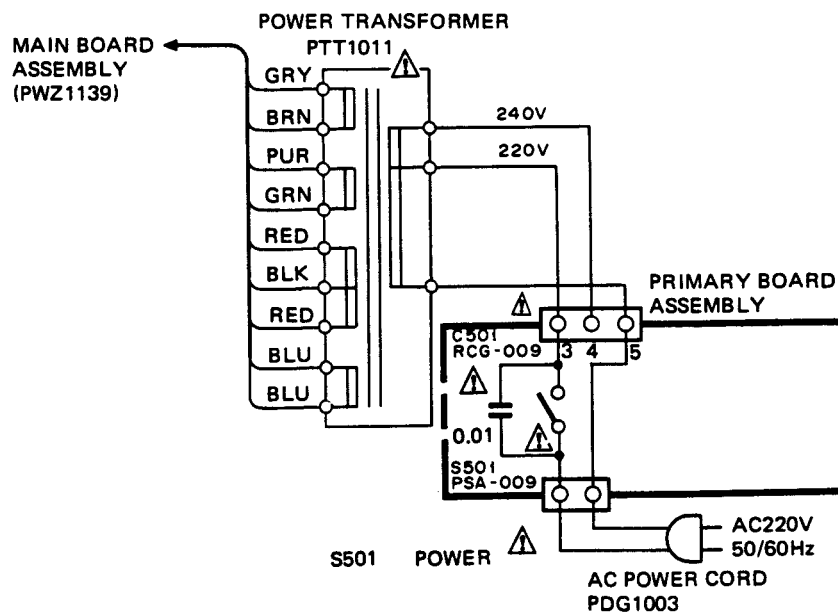 POWER TRANSFORMER
PTT1011
MAIN BOARD
ASSEMBLY
(PWZ1139)
GRY
BRN
PUR
GRN
RED
BLK
RED
BLU
BLU
240V
220V
PRIMARY BOARD
ASSEMBLY
C501
RCG-009
3 4 5
0.01
S501
PSA-009
S501 POWER
AC220V
50/60Hz
AC POWER CORD
PDG1003